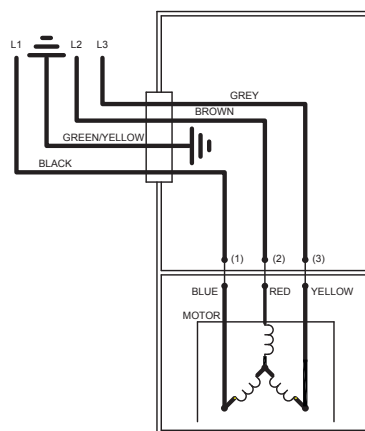 L1 L2 L3
GREY
BROWN
GREEN/YELLOW
BLACK
(1) (2) (3)
BLUE RED YELLOW
MOTOR